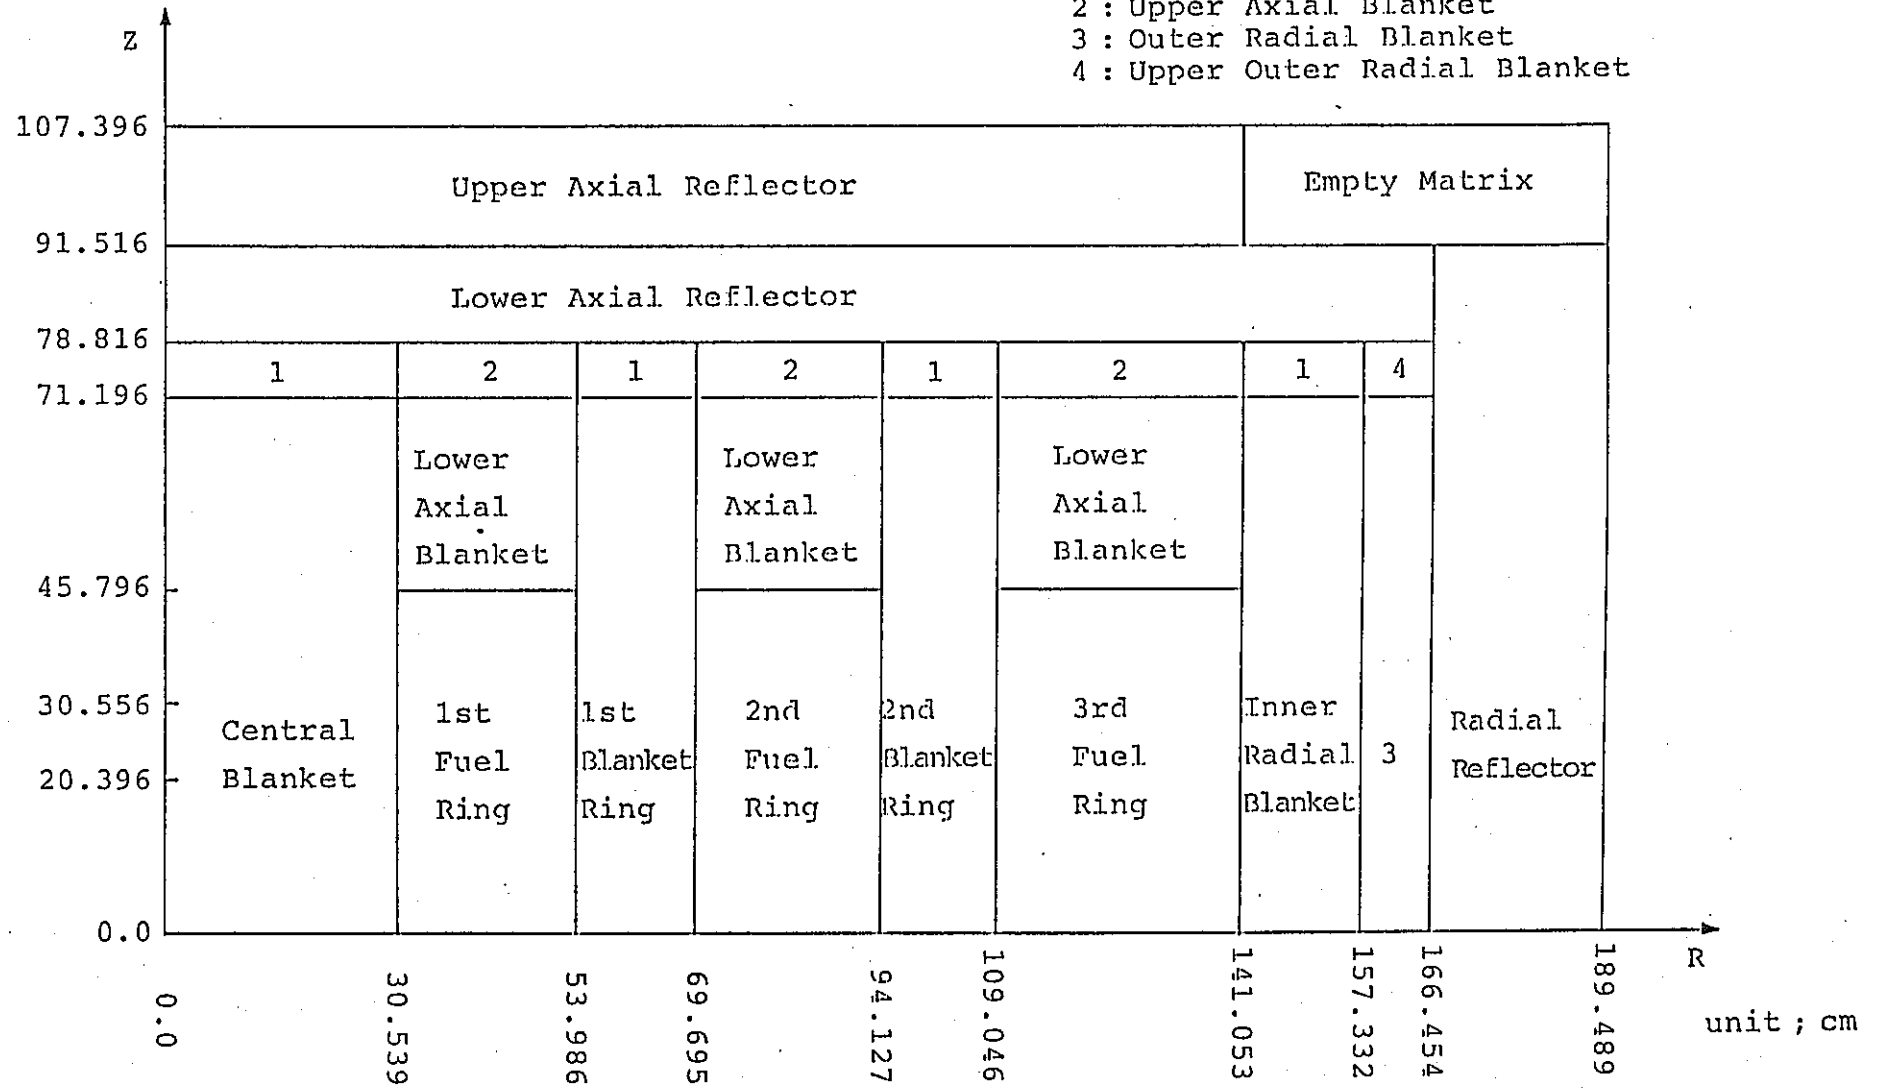 2 : Upper Axial Blanket
3 : Outer Radial Blanket
4 : Upper Outer Radial Blanket
Z
107.396
Upper Axial Reflector
Empty Matrix
91.516
Lower Axial Reflector
78.816
1
2
1
2
1
2
1
4
71.196
Lower
Axial
Blanket
Lower
Axial
Blanket
Lower
Axial
Blanket
45.796
30.556
20.396
Central
Blanket
1st
Fuel
Ring
1st
Blanket
Ring
2nd
Fuel
Ring
2nd
Blanket
Ring
3rd
Fuel
Ring
Inner
Radial
Blanket
3
Radial
Reflector
0.0
R
0.0
30.539
53.986
69.695
94.127
109.046
141.053
157.332
166.454
189.489
unit ; cm